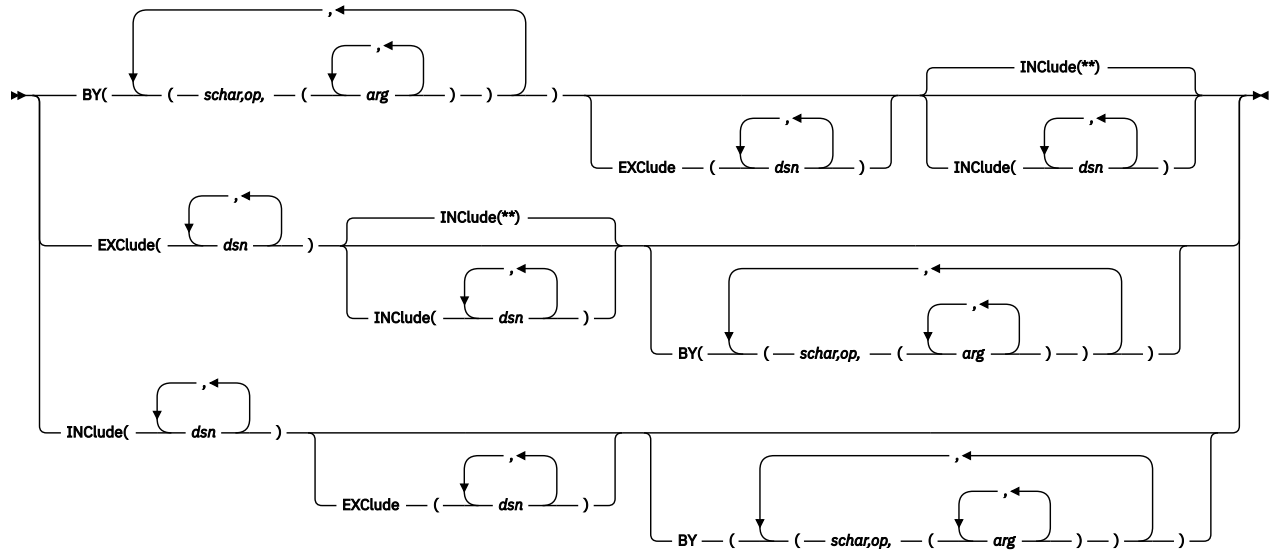 ,
,
INClude(**)
BY( ( schar,op, ( arg ) ) )
, ,
EXClude ( dsn ) INClude( dsn )
,
INClude(**)
EXClude( dsn )
, ,
INClude( dsn )
,
BY( ( schar,op, ( arg ) ) )
,
INClude( dsn )
, ,
EXClude ( dsn )
,
BY ( ( schar,op, ( arg ) ) )